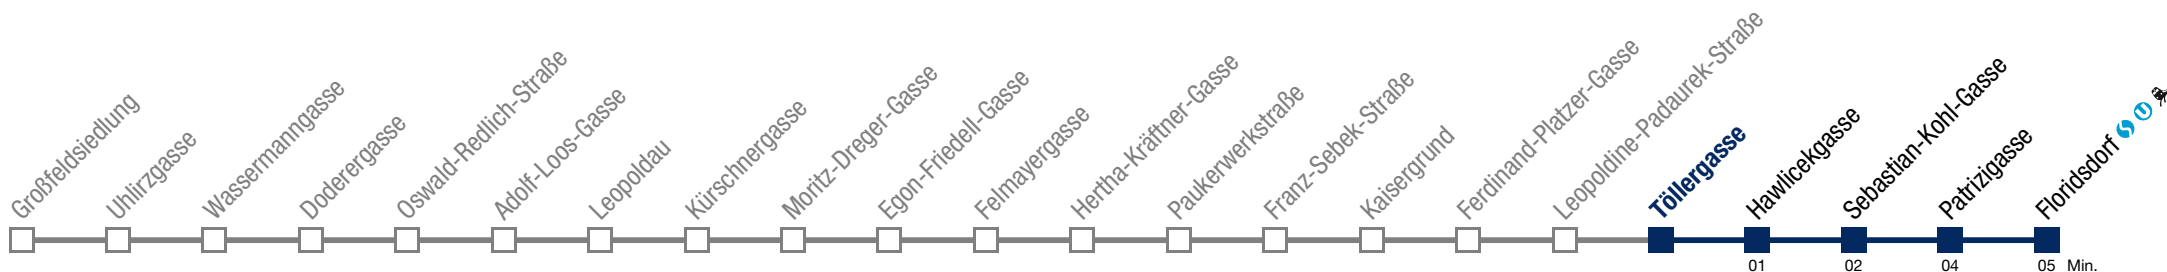 Großfeldsiedlung
Uhlirzgasse
Wassermanngasse
Doderergasse
Oswald-Redlich-Straße
Adolf-Loos-Gasse
Leopoldau
Kürschnergasse
Moritz-Dreger-Gasse
Egon-Friedell-Gasse
Felmayergasse
Hertha-Kräftner-Gasse
Paukerwerkstraße
Franz-Sebek-Straße
Kaisergrund
Ferdinand-Platzer-Gasse
Leopoldine-Padaurek-Straße
Töllergasse
Hawlicekgasse
Sebastian-Kohl-Gasse
Patrizigasse
Floridsdorf S U
01 02 04 05 Min.